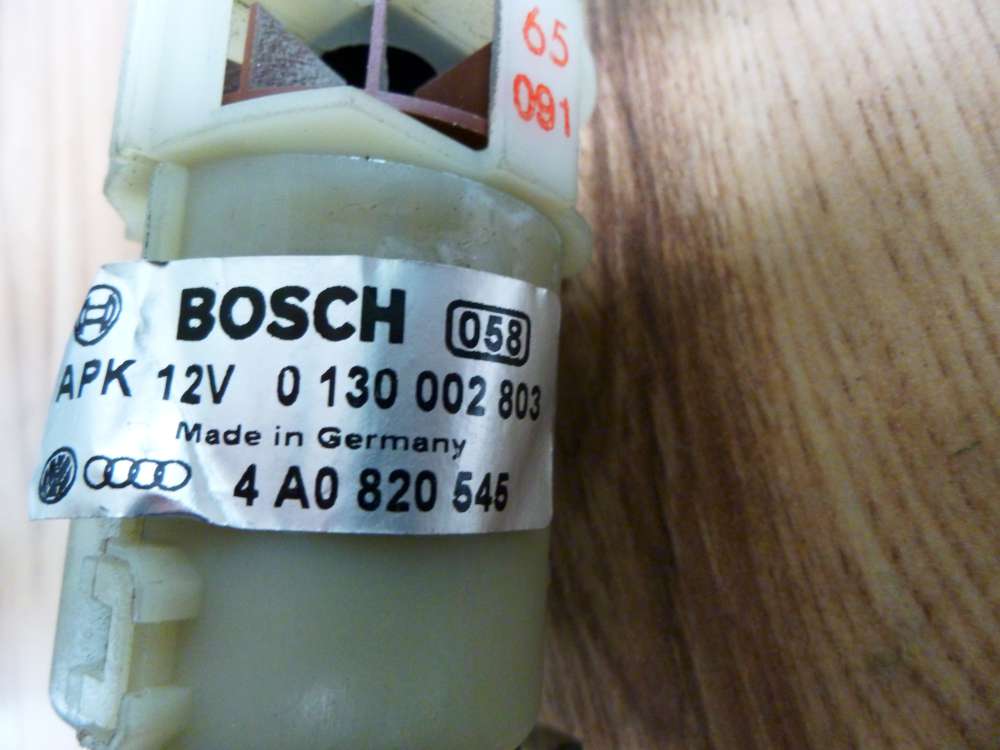 65
091
BOSCH 058
APK 12V 0 130 002 803
Made in Germany
4 A0 820 545